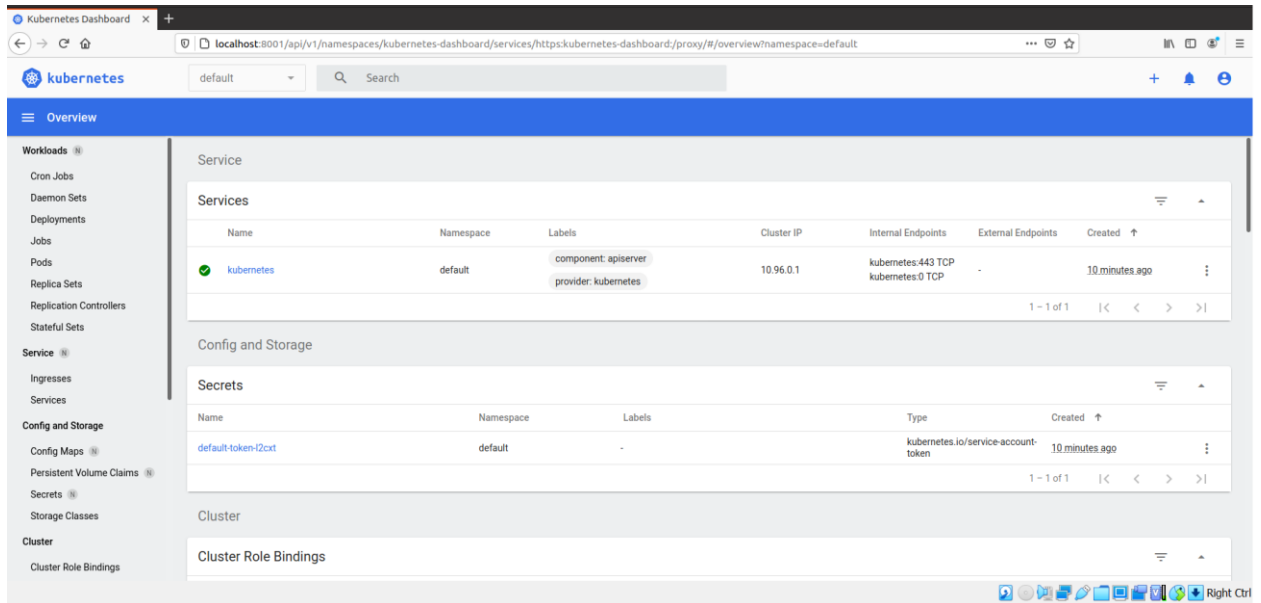 Kubernetes Dashboard
localhost:8001/api/v1/namespaces/kubernetes-dashboard/services/https:kubernetes-dashboard:/proxy/#/overview?namespace=default
kubernetes
default
Search
Overview
Workloads N
Cron Jobs
Daemon Sets
Deployments
Jobs
Pods
Replica Sets
Replication Controllers
Stateful Sets
Service N
Ingresses
Services
Config and Storage
Config Maps N
Persistent Volume Claims N
Secrets N
Storage Classes
Cluster
Cluster Role Bindings
Service
Services
Name Namespace Labels Cluster IP Internal Endpoints External Endpoints Created
kubernetes default component: apiserver provider: kubernetes 10.96.0.1 kubernetes:443 TCP kubernetes:0 TCP - 10 minutes ago
1 – 1 of 1
Config and Storage
Secrets
Name Namespace Labels Type Created
default-token-l2cxt default - kubernetes.io/service-account-token 10 minutes ago
1 – 1 of 1
Cluster
Cluster Role Bindings
Right Ctrl